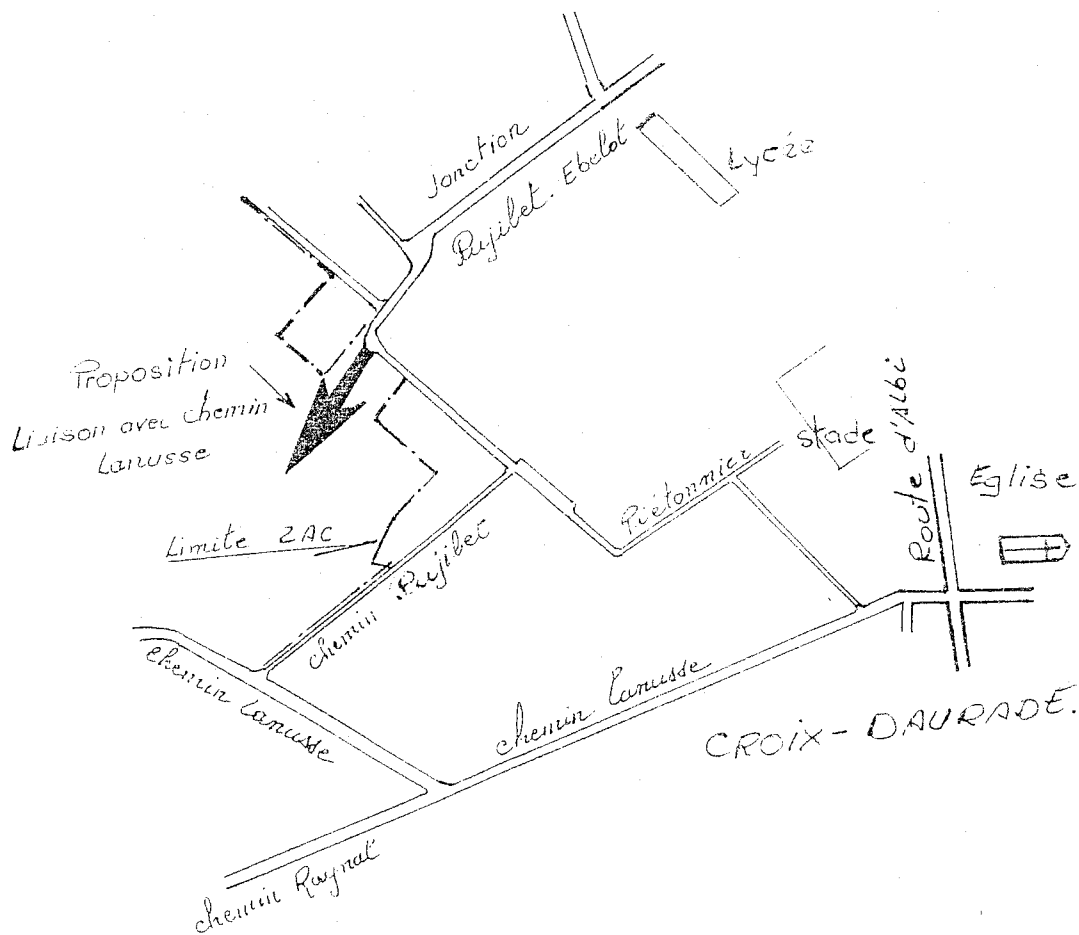 Jonction
Pujibet-Ebelot
Lycée
Proposition
Liaison avec chemin
Lanusse
Limite ZAC
chemin Pujibet
Piétonnier
stade
Route d'Albi
Eglise
chemin Lanusse
chemin Lanusse
CROIX-DAURADE.
chemin Raynal